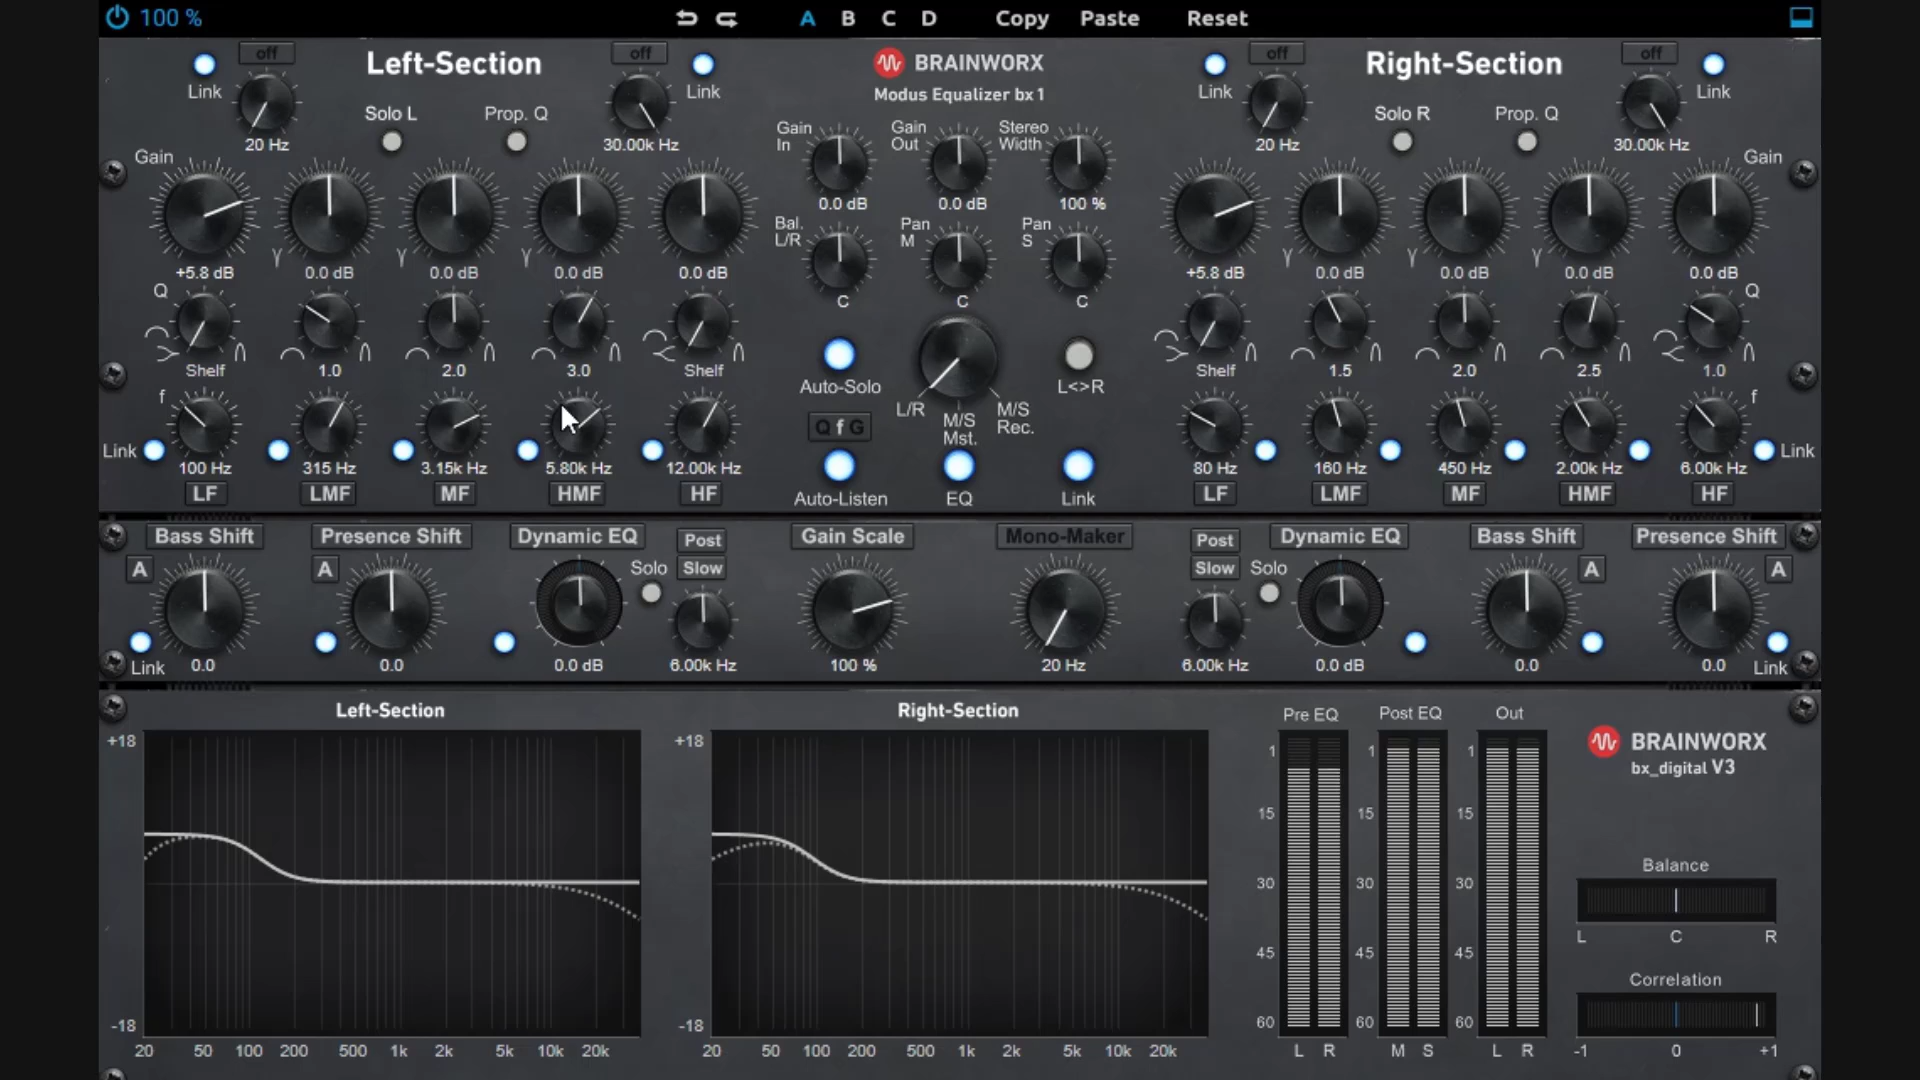 100 %
A B C D Copy Paste Reset
off Left-Section off BRAINWORX off Right-Section off
Link Link Modus Equalizer bx 1 Link Link
Solo L Prop. Q Solo R Prop. Q
20 Hz 30.00k Hz 20 Hz 30.00k Hz
Gain Gain In Gain Out Stereo Width Gain
0.0 dB 0.0 dB 100 %
Bal. L/R Pan M Pan S
+5.8 dB 0.0 dB 0.0 dB 0.0 dB 0.0 dB +5.8 dB 0.0 dB 0.0 dB 0.0 dB 0.0 dB
Q C C C Q
Shelf 1.0 2.0 3.0 Shelf Shelf 1.5 2.0 2.5 1.0
Auto-Solo L<>R
f L/R M/S Mst. M/S Rec. f
Q f G
Link 100 Hz 315 Hz 3.15k Hz 5.80k Hz 12.00k Hz 80 Hz 160 Hz 450 Hz 2.00k Hz 6.00k Hz Link
LF LMF MF HMF HF Auto-Listen EQ Link LF LMF MF HMF HF
Bass Shift Presence Shift Dynamic EQ Post Gain Scale Mono-Maker Post Dynamic EQ Bass Shift Presence Shift
A A Solo Slow Slow Solo A A
Link 0.0 0.0 0.0 dB 6.00k Hz 100 % 20 Hz 6.00k Hz 0.0 dB 0.0 0.0 Link
Left-Section Right-Section Pre EQ Post EQ Out
+18 +18 1 1 BRAINWORX
bx_digital V3
15 15 15
Balance
30 30 30
L C R
45 45 45
Correlation
-18 -18 60 60 60
20 50 100 200 500 1k 2k 5k 10k 20k 20 50 100 200 500 1k 2k 5k 10k 20k L R M S L R -1 0 +1